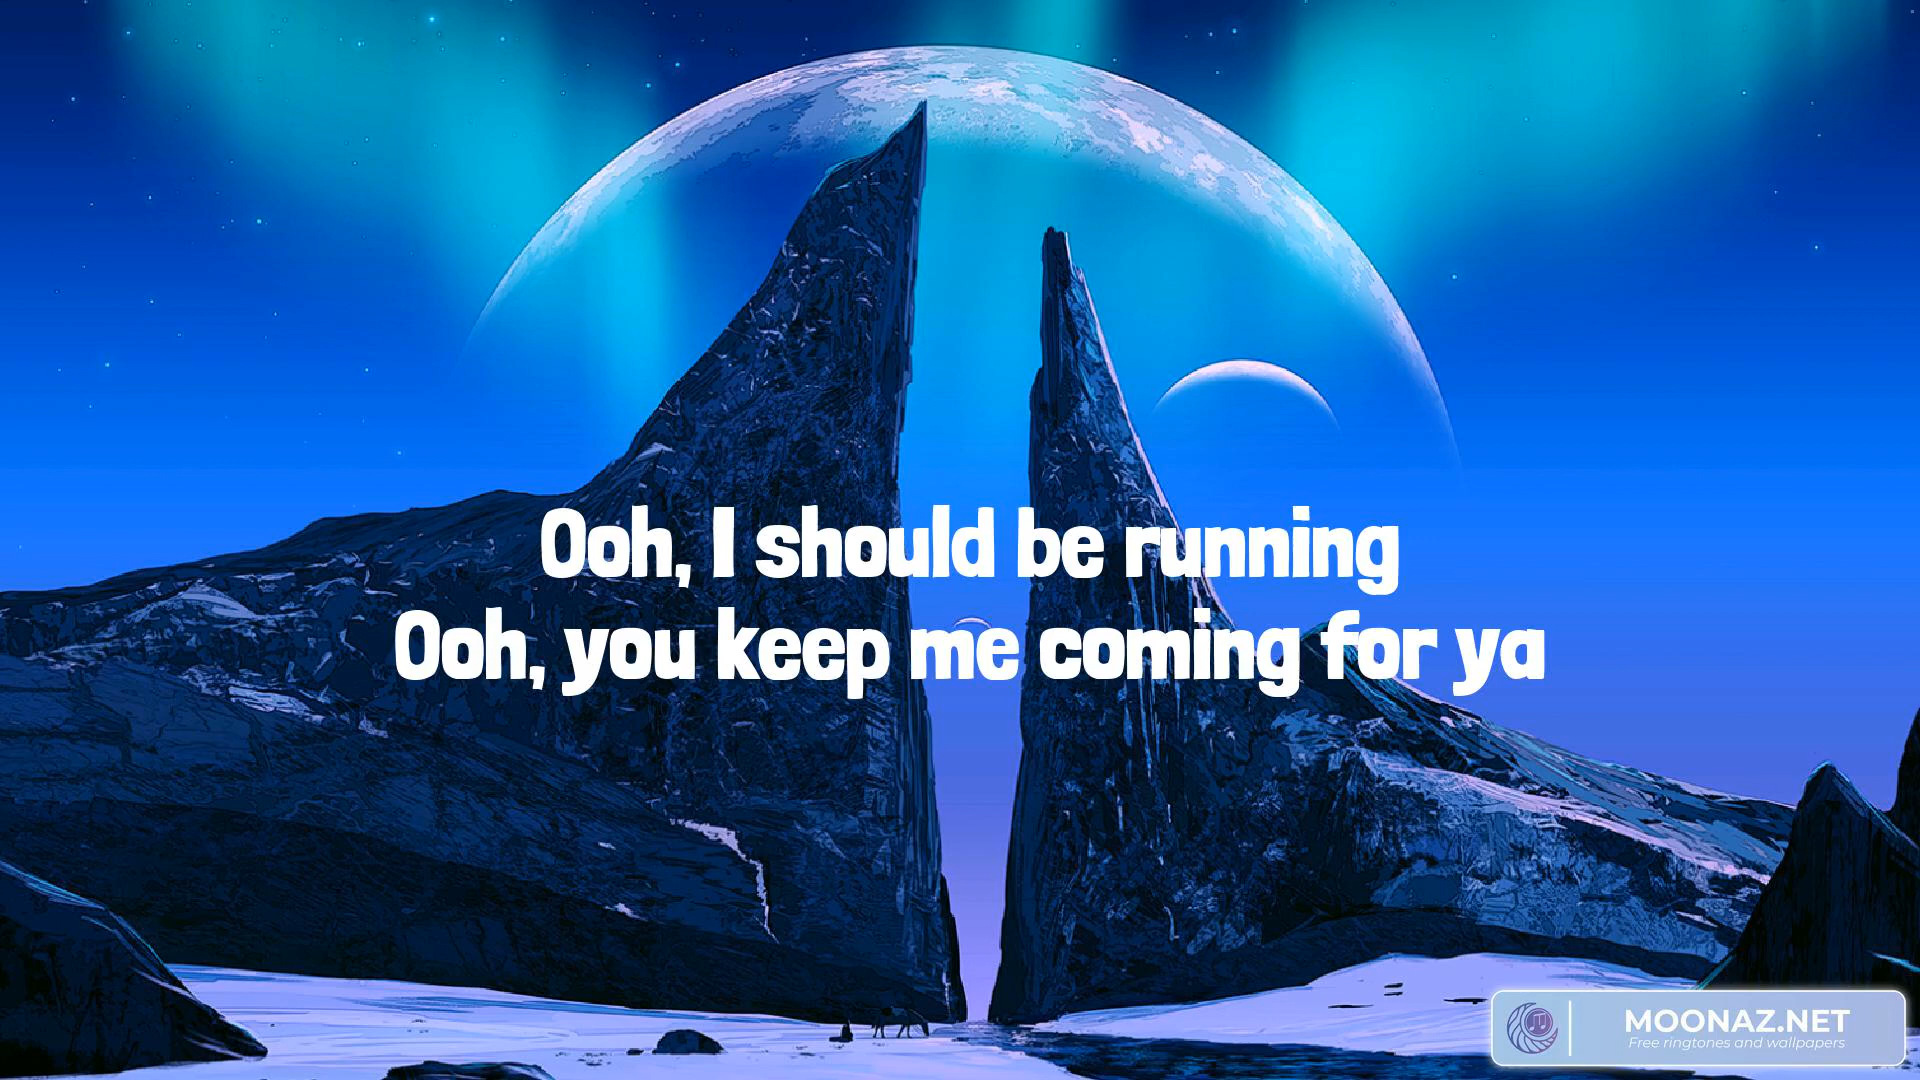 Ooh, I should be running
Ooh, you keep me coming for ya
MOONAZ.NET
Free ringtones and wallpapers